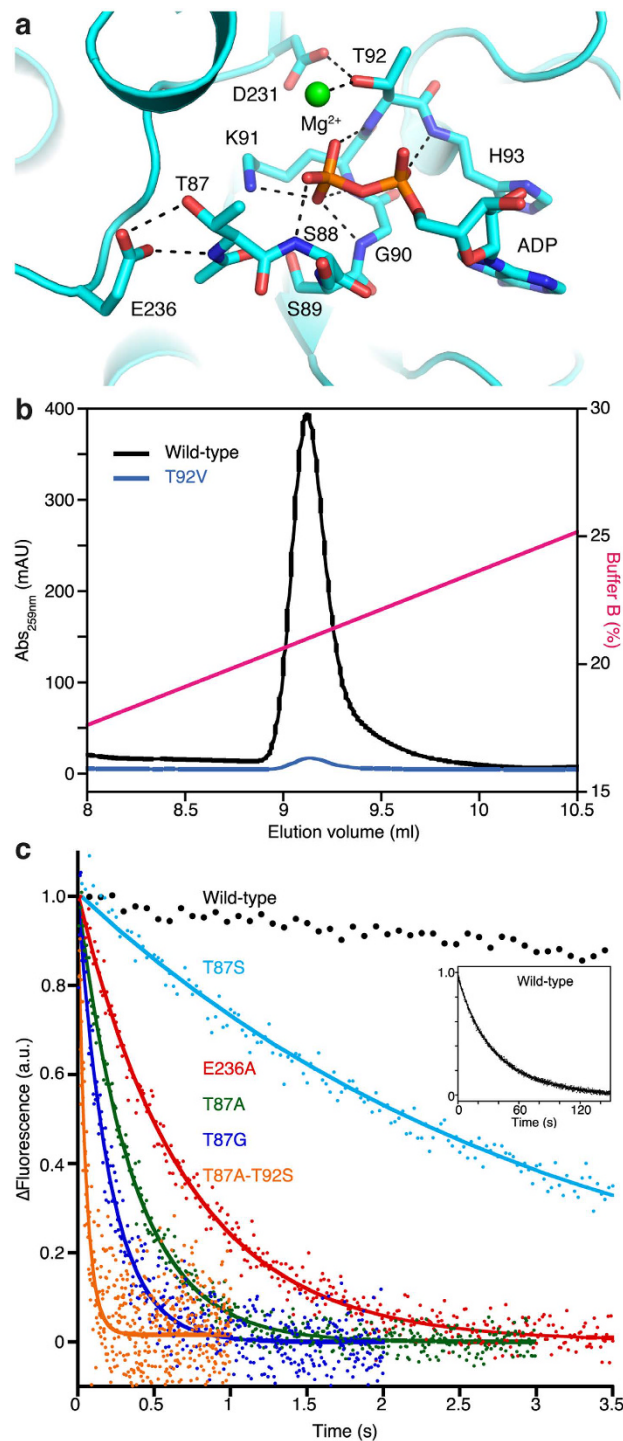 a
T92
D231
Mg²⁺
K91
H93
T87
S88
G90
ADP
E236
S89
b
400
300
200
100
50
0
Abs259nm (mAU)
Wild-type
T92V
30
25
20
15
Buffer B (%)
8
8.5
9
9.5
10
10.5
Elution volume (ml)
c
1.0
0.8
0.6
0.4
0.2
0
ΔFluorescence (a.u.)
Wild-type
T87S
E236A
T87A
T87G
T87A-T92S
1.0
0
Wild-type
0
60
120
Time (s)
0
0.5
1
1.5
2
2.5
3
3.5
Time (s)